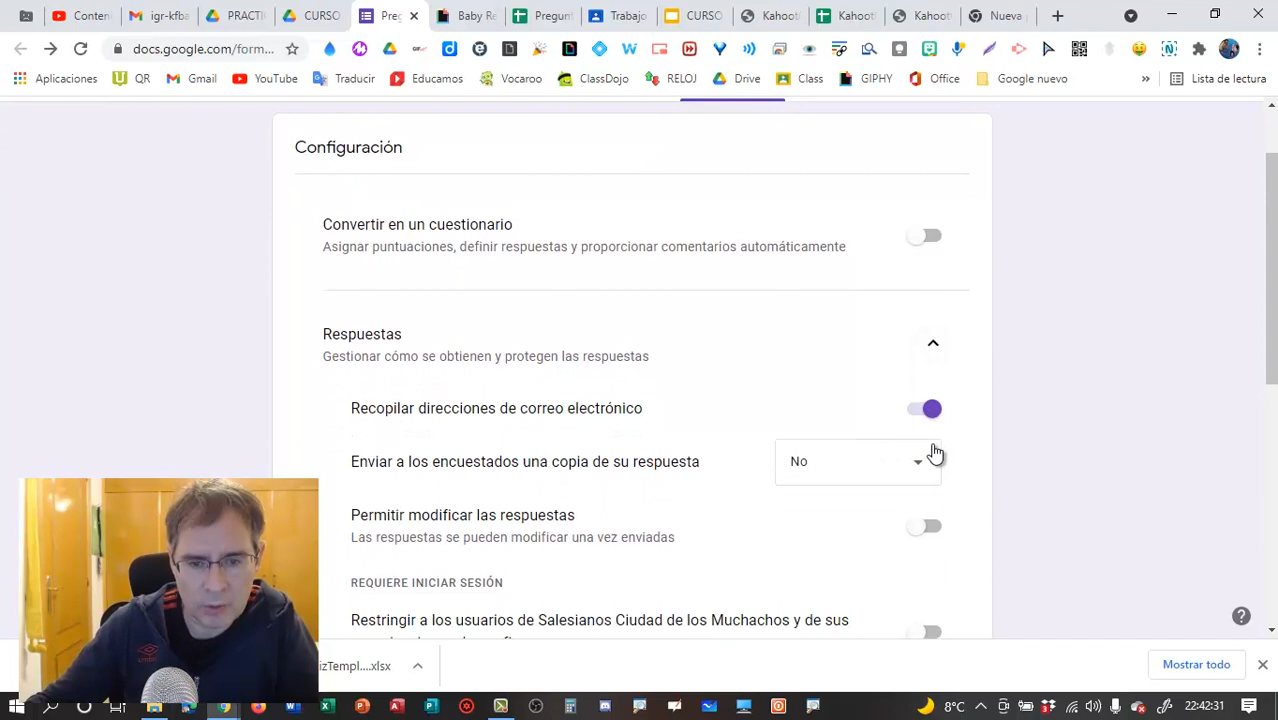 Conten
igr-kfba
PRACTI
CURSO
Preg
Baby Re
Pregun
Trabajo
CURSO
Kahoot
Kahoot
Kahoo
Nueva
docs.google.com/form...
Aplicaciones
QR
Gmail
YouTube
Traducir
Educamos
Vocaroo
ClassDojo
RELOJ
Drive
Class
GIPHY
Office
Google nuevo
»
Lista de lectura
Configuración
Convertir en un cuestionario
Asignar puntuaciones, definir respuestas y proporcionar comentarios automáticamente
Respuestas
Gestionar cómo se obtienen y protegen las respuestas
Recopilar direcciones de correo electrónico
Enviar a los encuestados una copia de su respuesta
No
Permitir modificar las respuestas
Las respuestas se pueden modificar una vez enviadas
REQUIERE INICIAR SESIÓN
Restringir a los usuarios de Salesianos Ciudad de los Muchachos y de sus
izTempl....xlsx
Mostrar todo
8°C
22:42:31